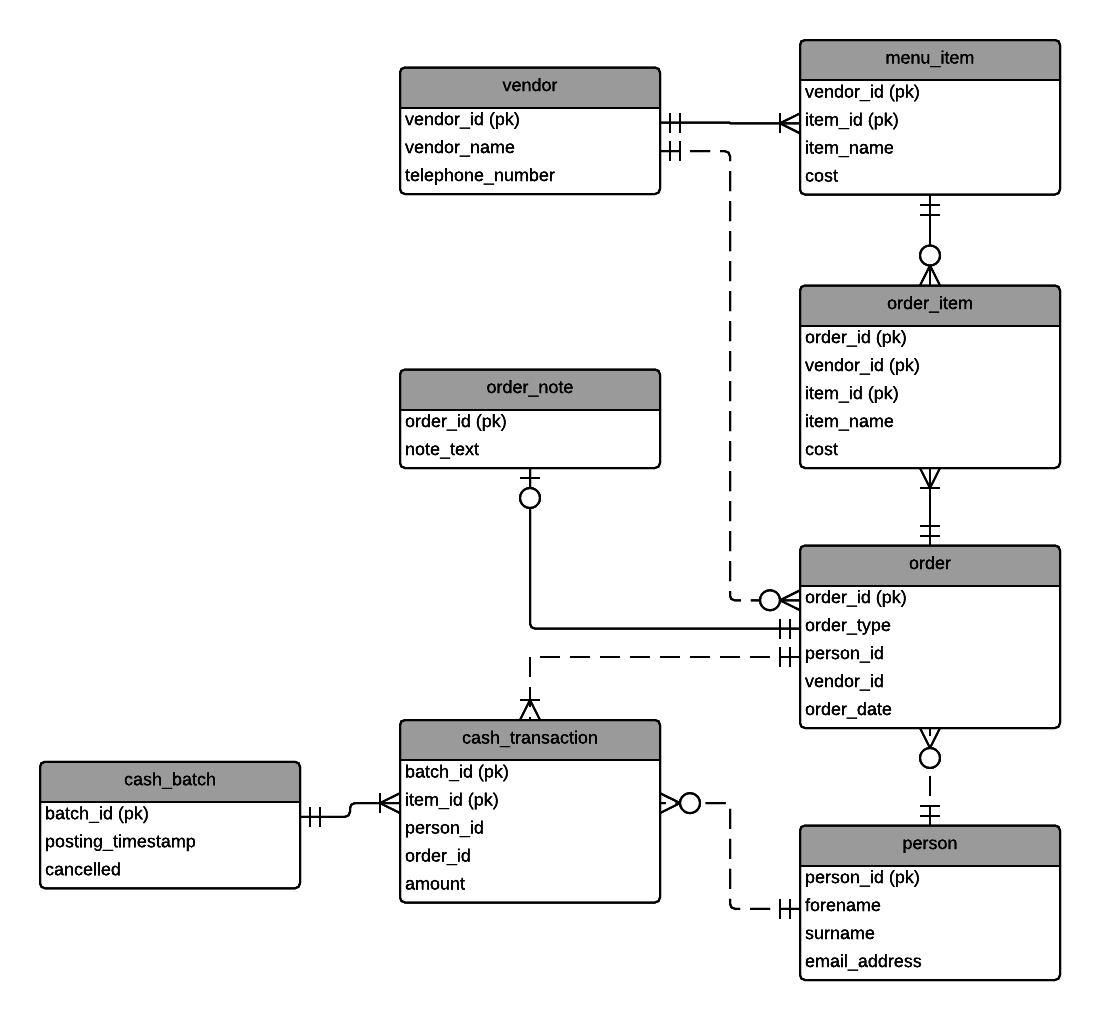 menu_item
vendor_id (pk)
item_id (pk)
item_name
cost
vendor
vendor_id (pk)
vendor_name
telephone_number
order_item
order_id (pk)
vendor_id (pk)
item_id (pk)
item_name
cost
order_note
order_id (pk)
note_text
order
order_id (pk)
order_type
person_id
vendor_id
order_date
cash_transaction
batch_id (pk)
item_id (pk)
person_id
order_id
amount
cash_batch
batch_id (pk)
posting_timestamp
cancelled
person
person_id (pk)
forename
surname
email_address